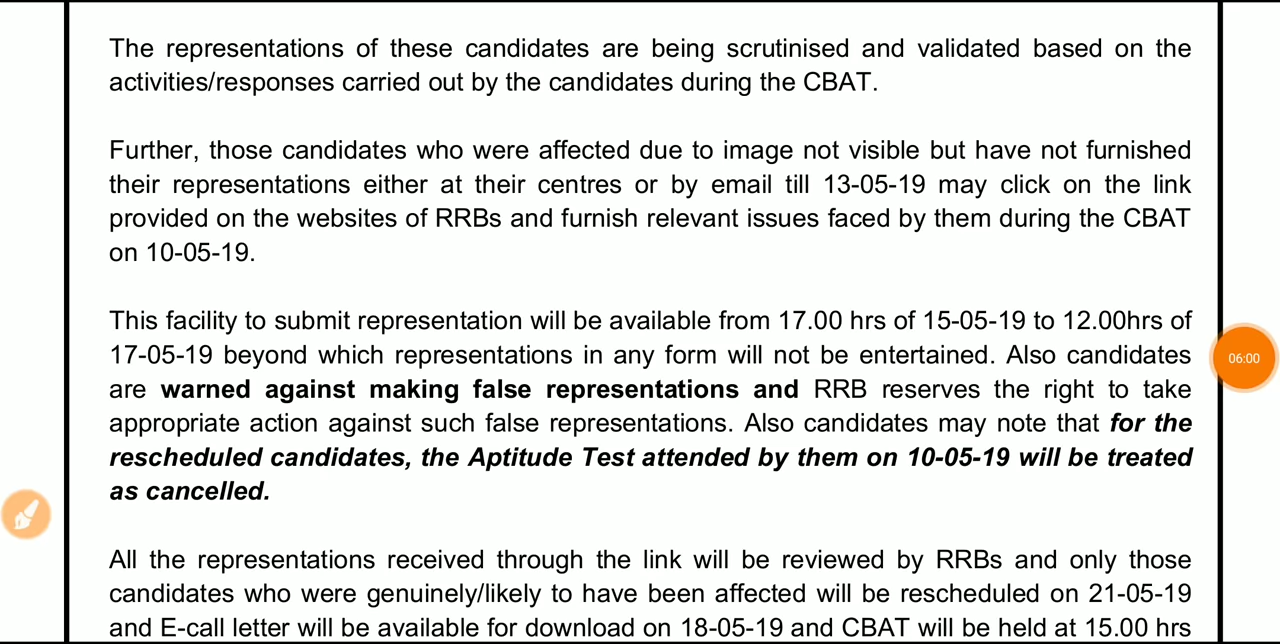 The representations of these candidates are being scrutinised and validated based on the
activities/responses carried out by the candidates during the CBAT.
Further, those candidates who were affected due to image not visible but have not furnished
their representations either at their centres or by email till 13-05-19 may click on the link
provided on the websites of RRBs and furnish relevant issues faced by them during the CBAT
on 10-05-19.
This facility to submit representation will be available from 17.00 hrs of 15-05-19 to 12.00hrs of
17-05-19 beyond which representations in any form will not be entertained. Also candidates
are warned against making false representations and RRB reserves the right to take
appropriate action against such false representations. Also candidates may note that for the
rescheduled candidates, the Aptitude Test attended by them on 10-05-19 will be treated
as cancelled.
All the representations received through the link will be reviewed by RRBs and only those
candidates who were genuinely/likely to have been affected will be rescheduled on 21-05-19
and E-call letter will be available for download on 18-05-19 and CBAT will be held at 15.00 hrs
06:00